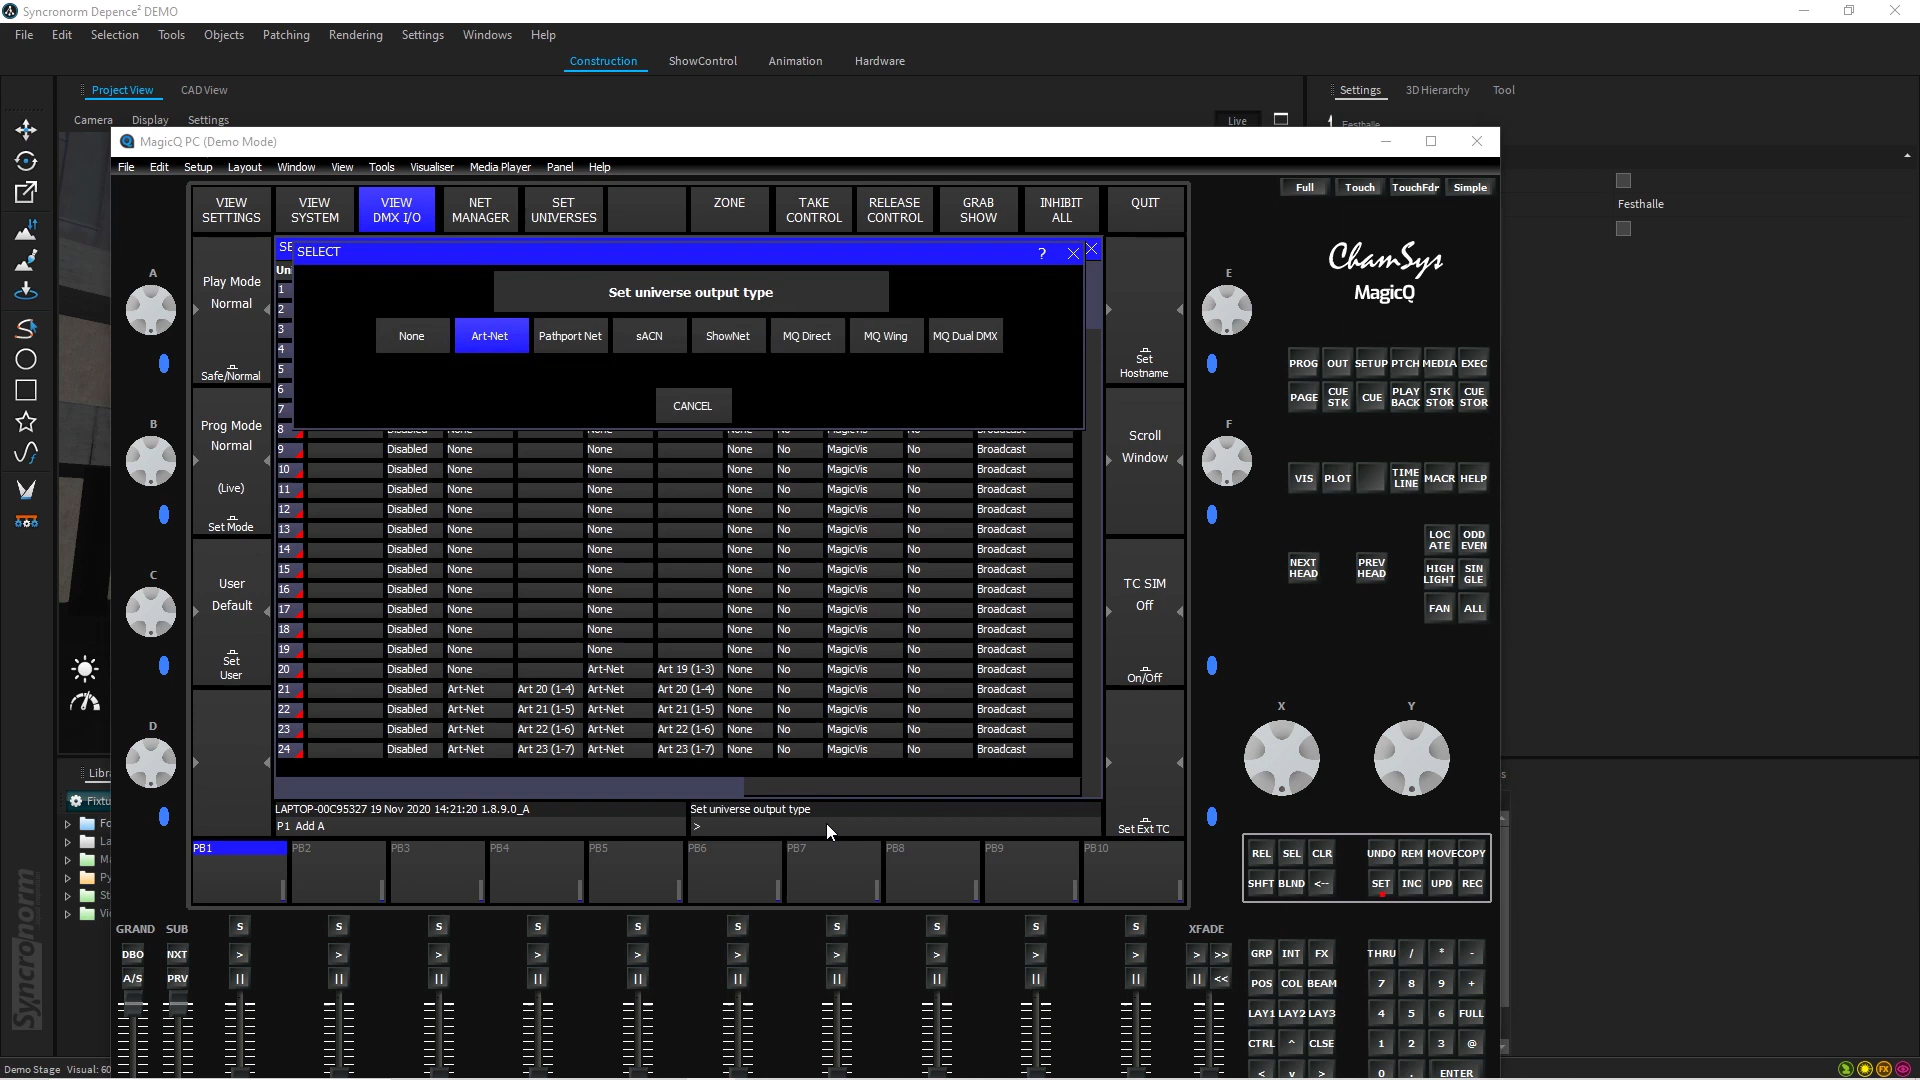 Syncronorm Depence² DEMO
File Edit Selection Tools Objects Patching Rendering Settings Windows Help
Construction ShowControl Animation Hardware
Project View CAD View
Settings 3D Hierarchy Tool
Camera Display Settings
Live
Festhalle
Festhalle
MagicQ PC (Demo Mode)
File Edit Setup Layout Window View Tools Visualiser Media Player Panel Help
Full Touch TouchFdr Simple
VIEW SETTINGS
VIEW SYSTEM
VIEW DMX I/O
NET MANAGER
SET UNIVERSES
ZONE
TAKE CONTROL
RELEASE CONTROL
GRAB SHOW
INHIBIT ALL
QUIT
SELECT ?
Set universe output type
None Art-Net Pathport Net sACN ShowNet MQ Direct MQ Wing MQ Dual DMX
CANCEL
1
2
3
4
5
6
7
8 Disabled None None None No MagicVis No Broadcast
9 Disabled None None None No MagicVis No Broadcast
10 Disabled None None None No MagicVis No Broadcast
11 Disabled None None None No MagicVis No Broadcast
12 Disabled None None None No MagicVis No Broadcast
13 Disabled None None None No MagicVis No Broadcast
14 Disabled None None None No MagicVis No Broadcast
15 Disabled None None None No MagicVis No Broadcast
16 Disabled None None None No MagicVis No Broadcast
17 Disabled None None None No MagicVis No Broadcast
18 Disabled None None None No MagicVis No Broadcast
19 Disabled None None None No MagicVis No Broadcast
20 Disabled None Art-Net Art 19 (1-3) None No MagicVis No Broadcast
21 Disabled Art-Net Art 20 (1-4) Art-Net Art 20 (1-4) None No MagicVis No Broadcast
22 Disabled Art-Net Art 21 (1-5) Art-Net Art 21 (1-5) None No MagicVis No Broadcast
23 Disabled Art-Net Art 22 (1-6) Art-Net Art 22 (1-6) None No MagicVis No Broadcast
24 Disabled Art-Net Art 23 (1-7) Art-Net Art 23 (1-7) None No MagicVis No Broadcast
LAPTOP-00C95327 19 Nov 2020 14:21:20 1.8.9.0_A
Set universe output type
P1 Add A
>
A
Play Mode
Normal
Safe/Normal
B
Prog Mode
Normal
(Live)
Set Mode
C
User
Default
Set
User
D
Set
Hostname
Scroll
Window
TC SIM
Off
On/Off
Set Ext TC
E
F
X Y
ChamSys
MagicQ
PROG OUT SETUP PTCH MEDIA EXEC
PAGE CUE STK CUE PLAY BACK STK STOR CUE STOR
VIS PLOT TIME LINE MACR HELP
LOC ATE ODD EVEN
NEXT HEAD PREV HEAD HIGH LIGHT SIN GLE
FAN ALL
REL SEL CLR UNDO REM MOVE COPY
SHFT BLND <-- SET INC UPD REC
PB1 PB2 PB3 PB4 PB5 PB6 PB7 PB8 PB9 PB10
GRAND SUB S S S S S S S S S S XFADE
DBO NXT > > > > > > > > > > > >>
A/S PRV || || || || || || || || || || || <<
GRP INT FX THRU / * -
POS COL BEAM 7 8 9 +
LAY1 LAY2 LAY3 4 5 6 FULL
CTRL ^ CLSE 1 2 3 @
< v > 0 . ENTER
Syncronorm
FX